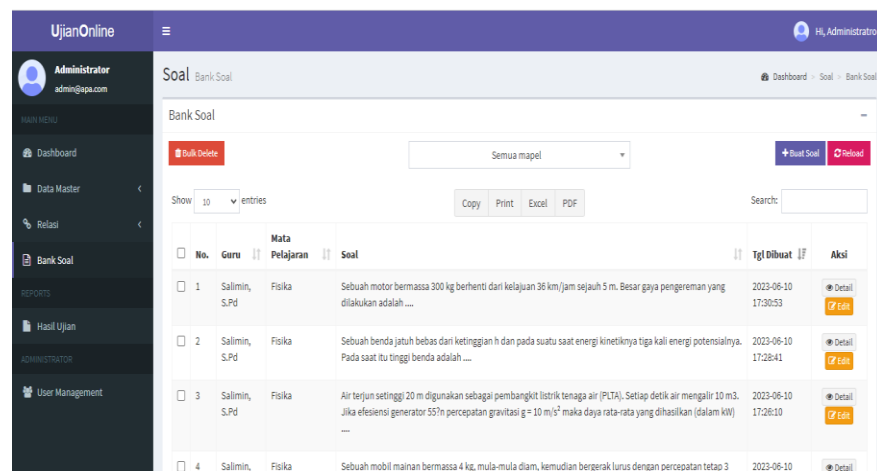 UjianOnline
Hi, Administratro
Administrator
admin@apa.com
Soal Bank Soal
Dashboard > Soal > Bank Soal
MAIN MENU
Dashboard
Data Master
Relasi
Bank Soal
REPORTS
Hasil Ujian
ADMINISTRATOR
User Management
Bank Soal
Bulk Delete
Semua mapel
Buat Soal
Reload
Show 10 entries
Copy Print Excel PDF
Search:
No. Guru Mata Pelajaran Soal Tgl Dibuat Aksi
1 Salimin, S.Pd Fisika Sebuah motor bermassa 300 kg berhenti dari kelajuan 36 km/jam sejauh 5 m. Besar gaya pengereman yang
dilakukan adalah .... 2023-06-10 17:30:53 Detail Edit
2 Salimin, S.Pd Fisika Sebuah benda jatuh bebas dari ketinggian h dan pada suatu saat energi kinetiknya tiga kali energi potensialnya.
Pada saat itu tinggi benda adalah .... 2023-06-10 17:28:41 Detail Edit
3 Salimin, S.Pd Fisika Air terjun setinggi 20 m digunakan sebagai pembangkit listrik tenaga air (PLTA). Setiap detik air mengalir 10 m3.
Jika efesiensi generator 55?n percepatan gravitasi g = 10 m/s² maka daya rata-rata yang dihasilkan (dalam kW)
.... 2023-06-10 17:26:10 Detail Edit
4 Salimin, Fisika Sebuah mobil mainan bermassa 4 kg, mula-mula diam, kemudian bergerak lurus dengan percepatan tetap 3 2023-06-10 Detail